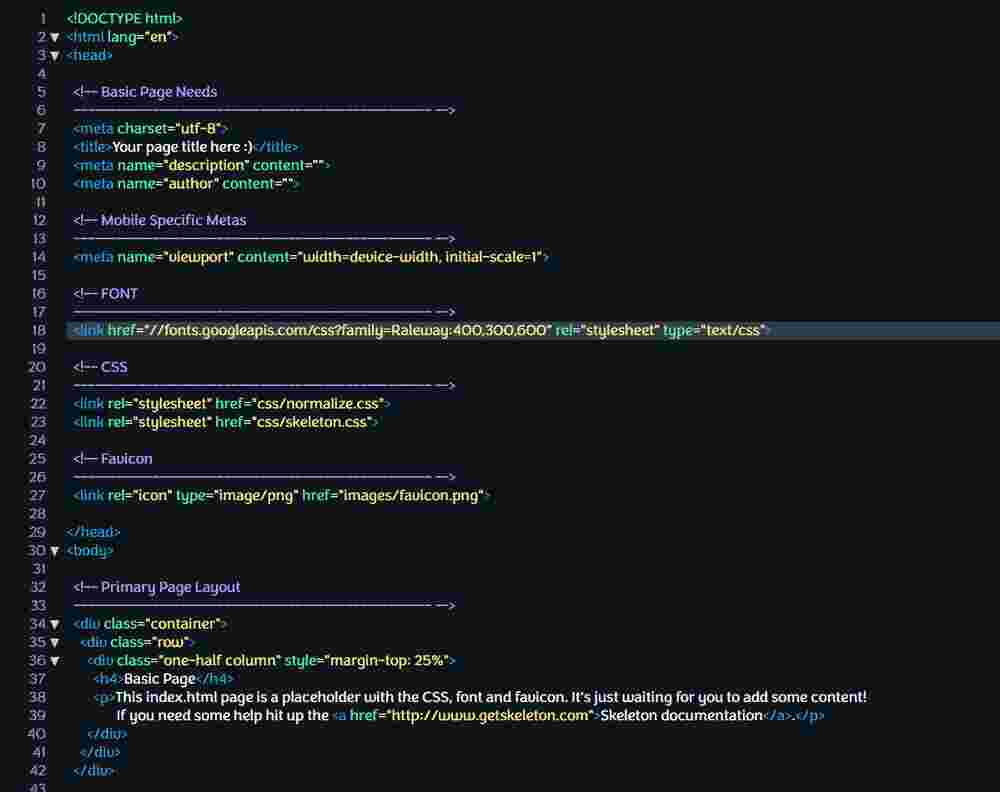 1 <!DOCTYPE html>
2 ▼ <html lang="en">
3 ▼ <head>
4
5 <!-- Basic Page Needs
6 –––––––––––––––––––––––––––––––––––––––––––––––––– -->
7 <meta charset="utf-8">
8 <title>Your page title here :)</title>
9 <meta name="description" content="">
10 <meta name="author" content="">
11
12 <!-- Mobile Specific Metas
13 –––––––––––––––––––––––––––––––––––––––––––––––––– -->
14 <meta name="viewport" content="width=device-width, initial-scale=1">
15
16 <!-- FONT
17 –––––––––––––––––––––––––––––––––––––––––––––––––– -->
18 <link href="//fonts.googleapis.com/css?family=Raleway:400,300,600" rel="stylesheet" type="text/css">
19
20 <!-- CSS
21 –––––––––––––––––––––––––––––––––––––––––––––––––– -->
22 <link rel="stylesheet" href="css/normalize.css">
23 <link rel="stylesheet" href="css/skeleton.css">
24
25 <!-- Favicon
26 –––––––––––––––––––––––––––––––––––––––––––––––––– -->
27 <link rel="icon" type="image/png" href="images/favicon.png">
28
29 </head>
30 ▼ <body>
31
32 <!-- Primary Page Layout
33 –––––––––––––––––––––––––––––––––––––––––––––––––– -->
34 ▼ <div class="container">
35 ▼ <div class="row">
36 ▼ <div class="one-half column" style="margin-top: 25%">
37 <h4>Basic Page</h4>
38 <p>This index.html page is a placeholder with the CSS, font and favicon. It's just waiting for you to add some content!
39 If you need some help hit up the <a href="http://www.getskeleton.com">Skeleton documentation</a>.</p>
40 </div>
41 </div>
42 </div>
43